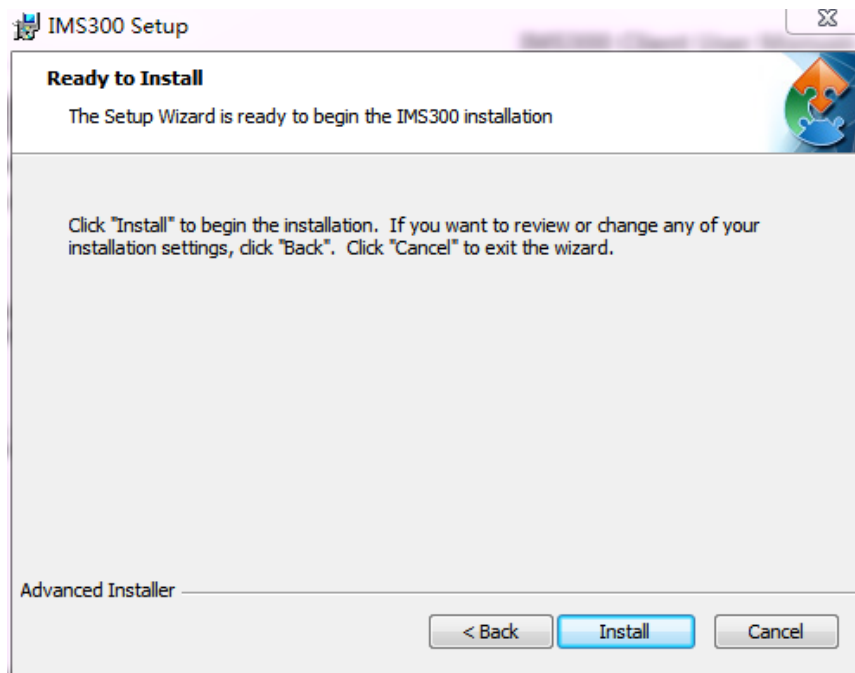 IMS300 Setup
Ready to Install
The Setup Wizard is ready to begin the IMS300 installation
Click "Install" to begin the installation.  If you want to review or change any of your
installation settings, click "Back".  Click "Cancel" to exit the wizard.
Advanced Installer
< Back
Install
Cancel